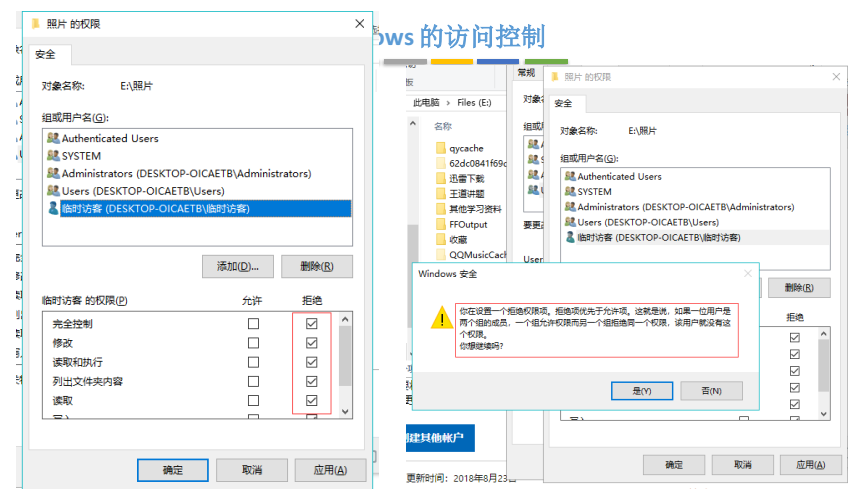 ows 的访问控制
照片 的权限
安全
对象名称: E:\照片
组或用户名(G):
Authenticated Users
SYSTEM
Administrators (DESKTOP-OICAETB\Administrators)
Users (DESKTOP-OICAETB\Users)
临时访客 (DESKTOP-OICAETB\临时访客)
添加(D)...
删除(R)
临时访客 的权限(P) 允许 拒绝
完全控制
修改
读取和执行
列出文件夹内容
读取
确定 取消 应用(A)
此电脑 > Files (E:)
名称
qycache
62dc0841f69c
迅雷下载
王道讲题
其他学习资料
FFOutput
收藏
QQMusicCach
常规
对象
组或
要更
User
照片 的权限
安全
对象名称: E:\照片
组或用户名(G):
Authenticated Users
SYSTEM
Administrators (DESKTOP-OICAETB\Administrators)
Users (DESKTOP-OICAETB\Users)
临时访客 (DESKTOP-OICAETB\临时访客)
删除(R)
拒绝
Windows 安全
你在设置一个拒绝权限项。拒绝项优先于允许项。这就是说，如果一位用户是
两个组的成员，一个组允许权限而另一个组拒绝同一个权限，该用户就没有这
个权限。
你想继续吗?
是(Y) 否(N)
创建其他帐户
更新时间: 2018年8月23
确定 取消 应用(A)